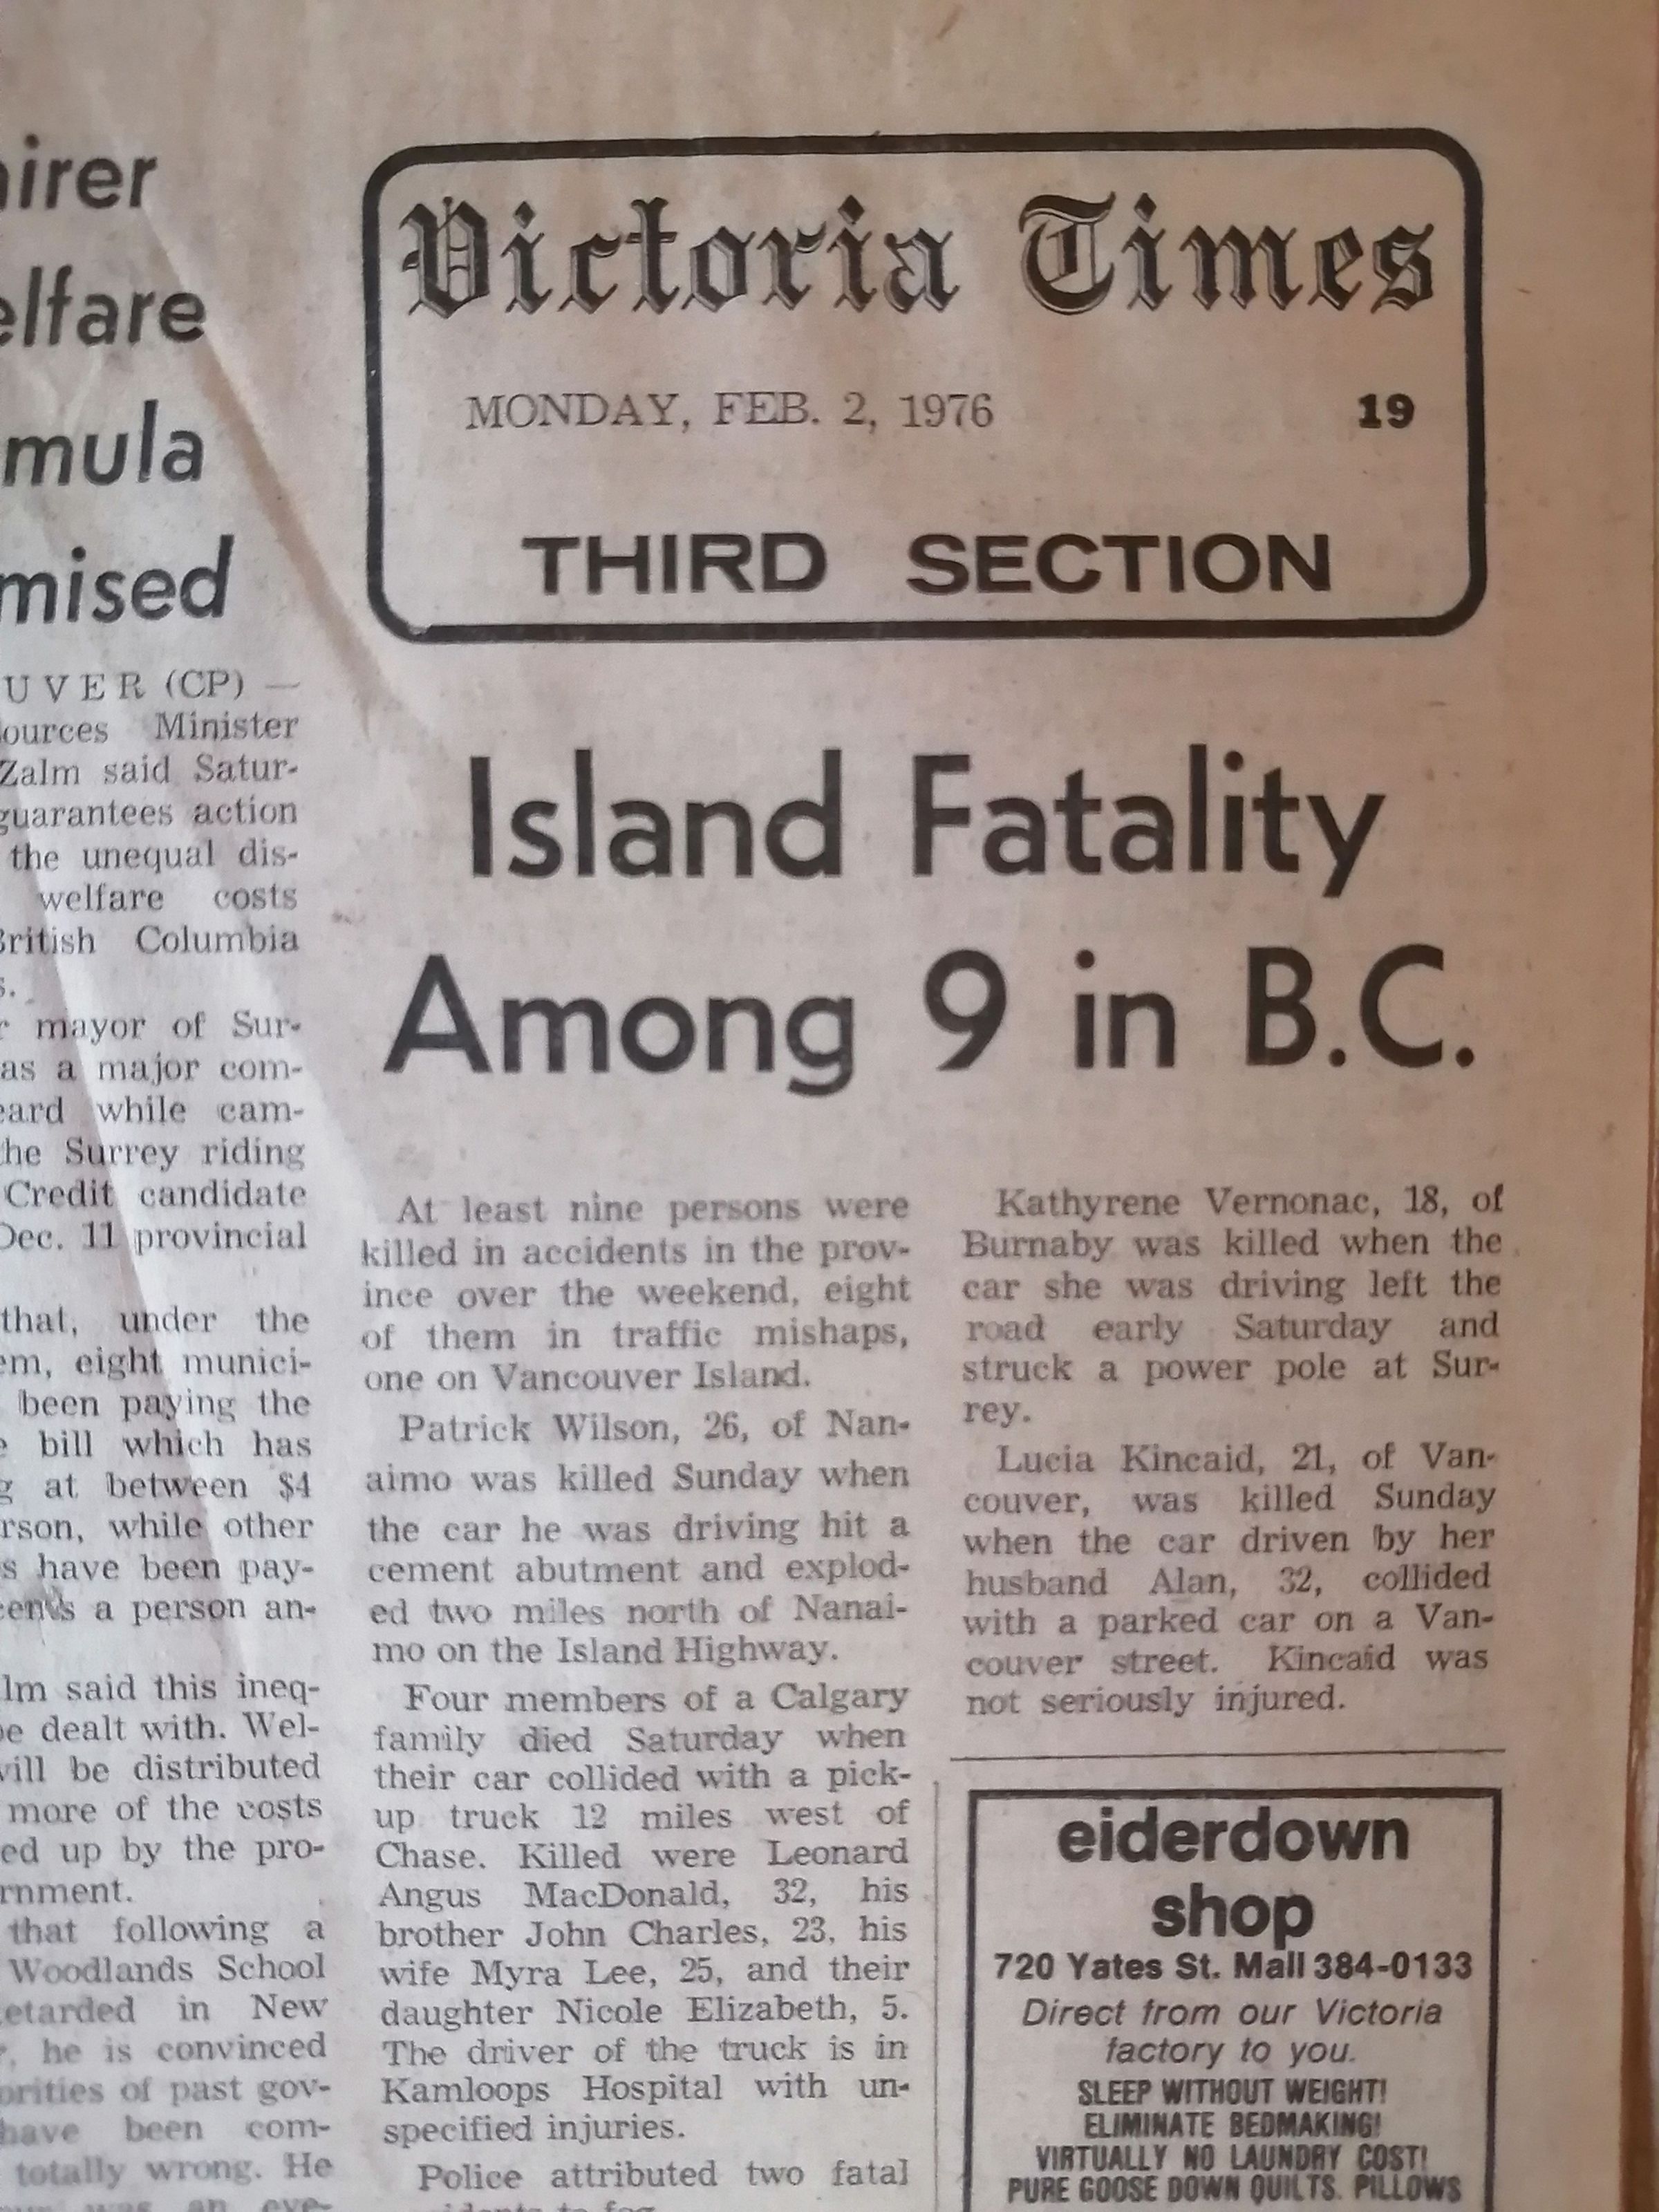 airer
elfare
mula
mised
UVER (CP) —
ources Minister
Zalm said Satur-
guarantees action
the unequal dis-
welfare costs
British Columbia
s.
r mayor of Sur-
as a major com-
eard while cam-
the Surrey riding
Credit candidate
Dec. 11 provincial
that, under the
em, eight munici-
been paying the
e bill which has
g at between $4
rson, while other
s have been pay-
cents a person an-
lm said this ineq-
be dealt with. Wel-
will be distributed
more of the costs
ed up by the pro-
rnment.
that following a
Woodlands School
etarded in New
r, he is convinced
orities of past gov-
have been com-
totally wrong. He
was an eye-
Victoria Times
MONDAY, FEB. 2, 1976 19
THIRD SECTION
Island Fatality
Among 9 in B.C.
At least nine persons were
killed in accidents in the prov-
ince over the weekend, eight
of them in traffic mishaps,
one on Vancouver Island.
Patrick Wilson, 26, of Nan-
aimo was killed Sunday when
the car he was driving hit a
cement abutment and explod-
ed two miles north of Nanai-
mo on the Island Highway.
Four members of a Calgary
family died Saturday when
their car collided with a pick-
up truck 12 miles west of
Chase. Killed were Leonard
Angus MacDonald, 32, his
brother John Charles, 23, his
wife Myra Lee, 25, and their
daughter Nicole Elizabeth, 5.
The driver of the truck is in
Kamloops Hospital with un-
specified injuries.
Police attributed two fatal
Kathyrene Vernonac, 18, of
Burnaby was killed when the
car she was driving left the
road early Saturday and
struck a power pole at Sur-
rey.
Lucia Kincaid, 21, of Van-
couver, was killed Sunday
when the car driven by her
husband Alan, 32, collided
with a parked car on a Van-
couver street. Kincaid was
not seriously injured.
eiderdown
shop
720 Yates St. Mall 384-0133
Direct from our Victoria
factory to you.
SLEEP WITHOUT WEIGHT!
ELIMINATE BEDMAKING!
VIRTUALLY NO LAUNDRY COST!
PURE GOOSE DOWN QUILTS. PILLOWS